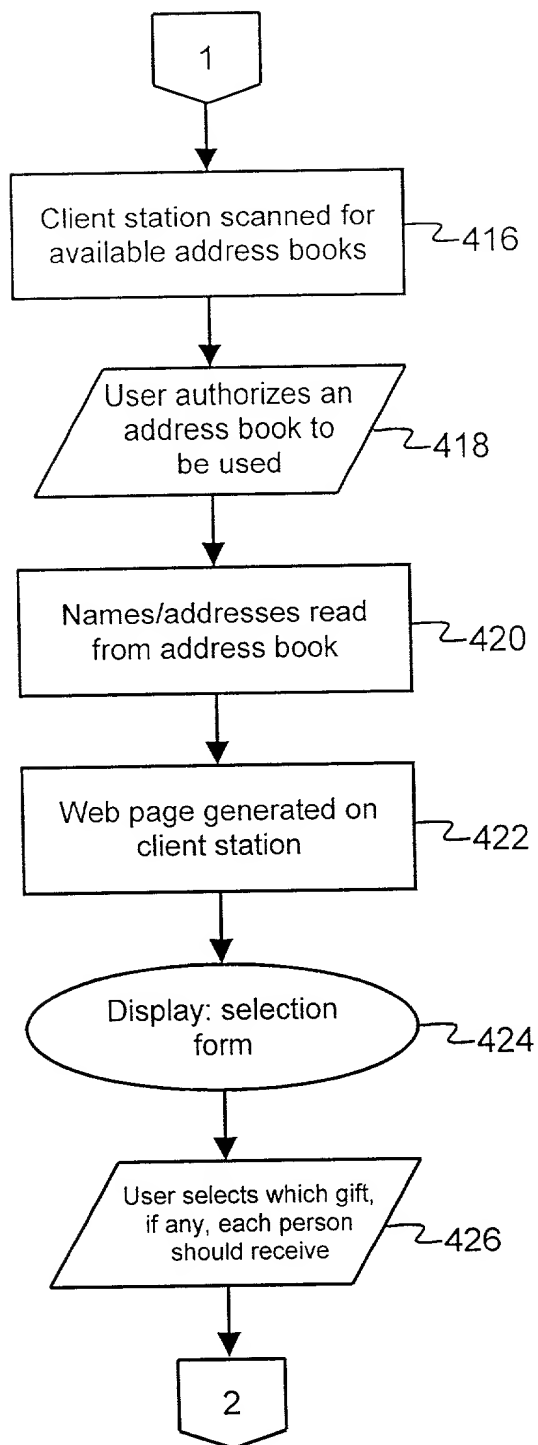 1
Client station scanned for
available address books
416
User authorizes an
address book to
be used
418
Names/addresses read
from address book
420
Web page generated on
client station
422
Display: selection
form
424
User selects which gift,
if any, each person
should receive
426
2